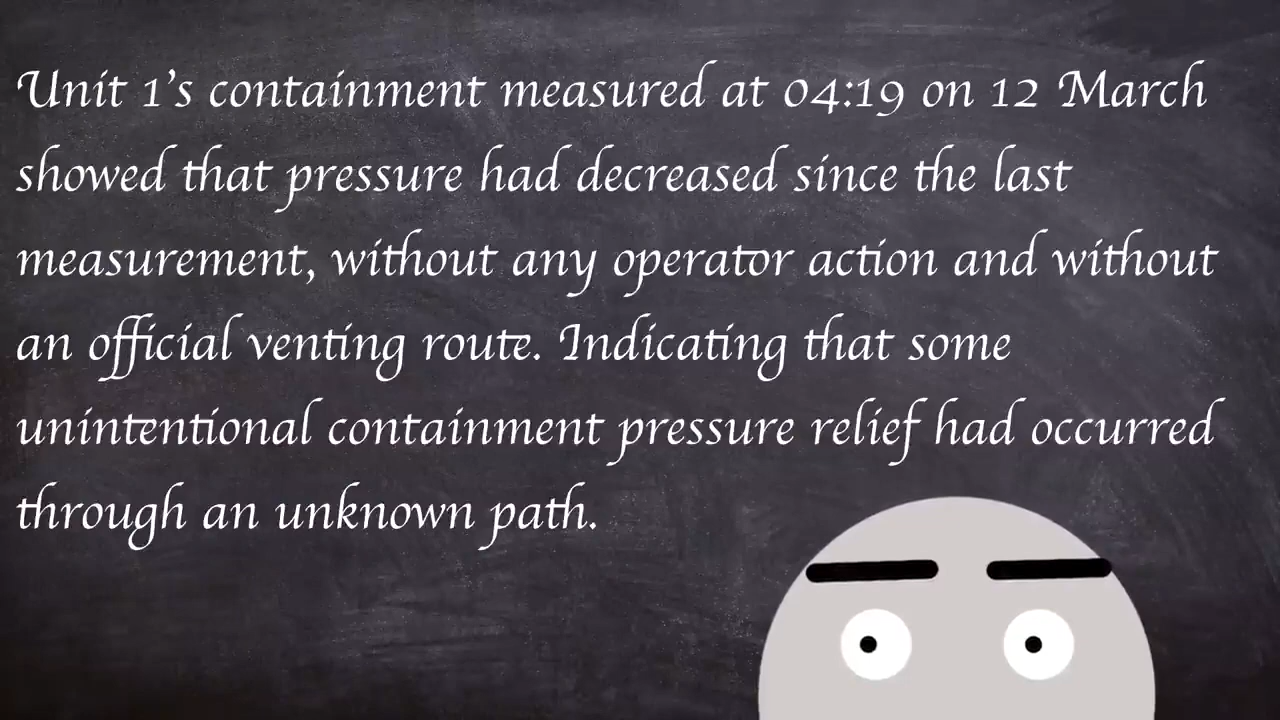 Unit 1's containment measured at 04:19 on 12 March
showed that pressure had decreased since the last
measurement, without any operator action and without
an official venting route. Indicating that some
unintentional containment pressure relief had occurred
through an unknown path.